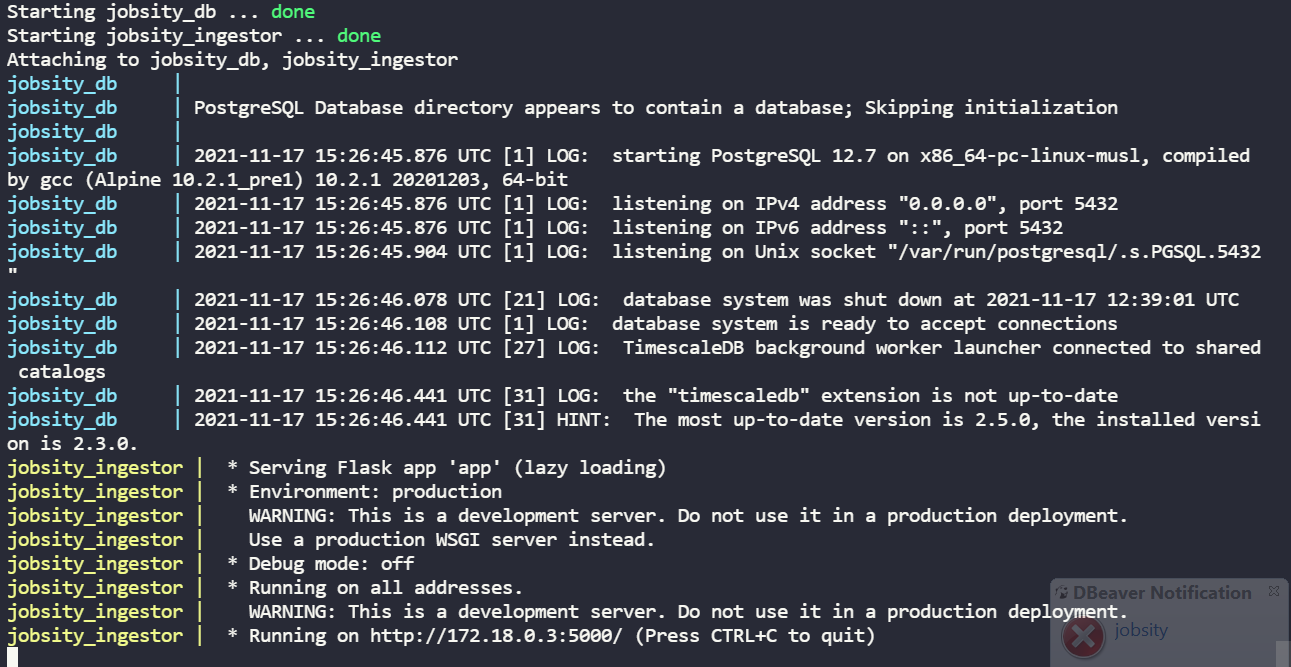 Starting jobsity_db ... done
Starting jobsity_ingestor ... done
Attaching to jobsity_db, jobsity_ingestor
jobsity_db       |
jobsity_db       | PostgreSQL Database directory appears to contain a database; Skipping initialization
jobsity_db       |
jobsity_db       | 2021-11-17 15:26:45.876 UTC [1] LOG:  starting PostgreSQL 12.7 on x86_64-pc-linux-musl, compiled
by gcc (Alpine 10.2.1_pre1) 10.2.1 20201203, 64-bit
jobsity_db       | 2021-11-17 15:26:45.876 UTC [1] LOG:  listening on IPv4 address "0.0.0.0", port 5432
jobsity_db       | 2021-11-17 15:26:45.876 UTC [1] LOG:  listening on IPv6 address "::", port 5432
jobsity_db       | 2021-11-17 15:26:45.904 UTC [1] LOG:  listening on Unix socket "/var/run/postgresql/.s.PGSQL.5432
"
jobsity_db       | 2021-11-17 15:26:46.078 UTC [21] LOG:  database system was shut down at 2021-11-17 12:39:01 UTC
jobsity_db       | 2021-11-17 15:26:46.108 UTC [1] LOG:  database system is ready to accept connections
jobsity_db       | 2021-11-17 15:26:46.112 UTC [27] LOG:  TimescaleDB background worker launcher connected to shared
 catalogs
jobsity_db       | 2021-11-17 15:26:46.441 UTC [31] LOG:  the "timescaledb" extension is not up-to-date
jobsity_db       | 2021-11-17 15:26:46.441 UTC [31] HINT:  The most up-to-date version is 2.5.0, the installed versi
on is 2.3.0.
jobsity_ingestor |  * Serving Flask app 'app' (lazy loading)
jobsity_ingestor |  * Environment: production
jobsity_ingestor |    WARNING: This is a development server. Do not use it in a production deployment.
jobsity_ingestor |    Use a production WSGI server instead.
jobsity_ingestor |  * Debug mode: off
jobsity_ingestor |  * Running on all addresses.
jobsity_ingestor |    WARNING: This is a development server. Do not use it in a production deployment.
jobsity_ingestor |  * Running on http://172.18.0.3:5000/ (Press CTRL+C to quit)
DBeaver Notification
jobsity